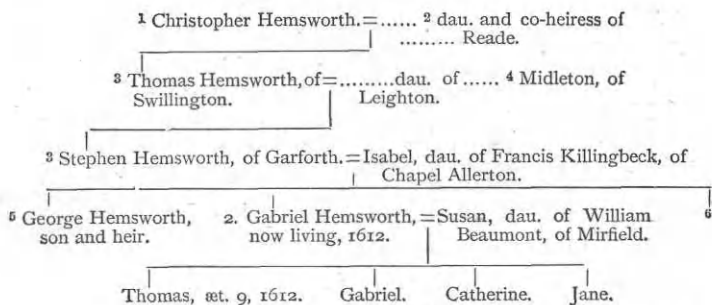 1 Christopher Hemsworth.=...... 2 dau. and co-heiress of
......... Reade.
3 Thomas Hemsworth, of=.........dau. of ...... 4 Midleton, of
Swillington. Leighton.
3 Stephen Hemsworth, of Garforth.=Isabel, dau. of Francis Killingbeck, of
Chapel Allerton.
5 George Hemsworth, 2. Gabriel Hemsworth,=Susan, dau. of William 6
son and heir. now living, 1612. Beaumont, of Mirfield.
Thomas, æt. 9, 1612. Gabriel. Catherine. Jane.